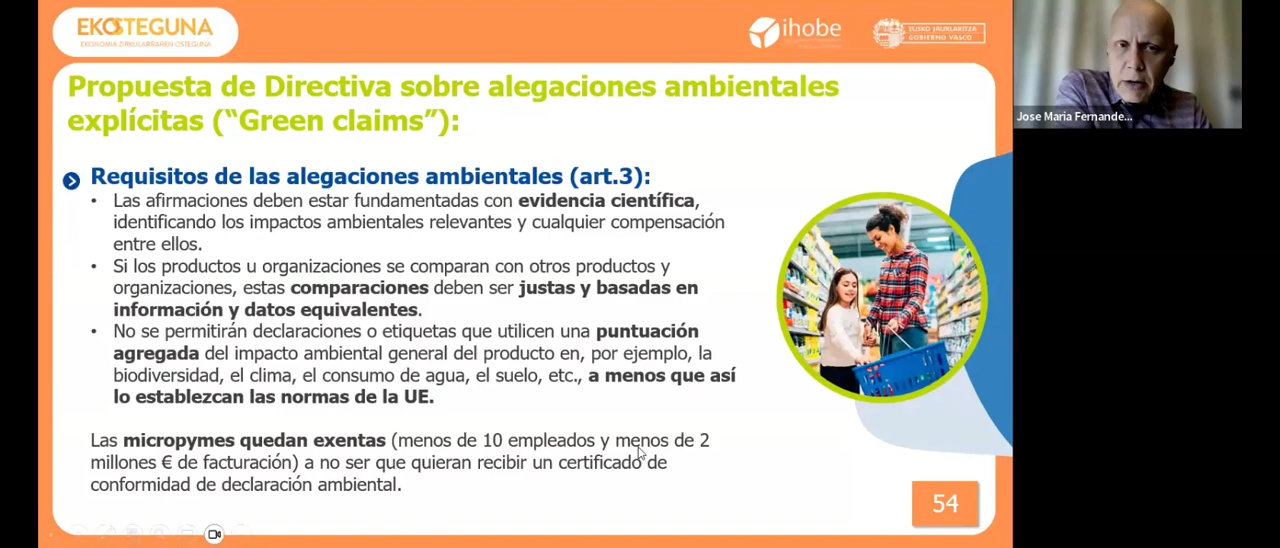 EKOSTEGUNA
EKONOMIA ZIRKULARRAREN OSTEGUNA
ihobe
EUSKO JAURLARITZA
GOBIERNO VASCO
Jose Maria Fernande...
Propuesta de Directiva sobre alegaciones ambientales
explícitas (“Green claims”):
Requisitos de las alegaciones ambientales (art.3):
• Las afirmaciones deben estar fundamentadas con evidencia científica,
identificando los impactos ambientales relevantes y cualquier compensación
entre ellos.
• Si los productos u organizaciones se comparan con otros productos y
organizaciones, estas comparaciones deben ser justas y basadas en
información y datos equivalentes.
• No se permitirán declaraciones o etiquetas que utilicen una puntuación
agregada del impacto ambiental general del producto en, por ejemplo, la
biodiversidad, el clima, el consumo de agua, el suelo, etc., a menos que así
lo establezcan las normas de la UE.
Las micropymes quedan exentas (menos de 10 empleados y menos de 2
millones € de facturación) a no ser que quieran recibir un certificado de
conformidad de declaración ambiental.
54